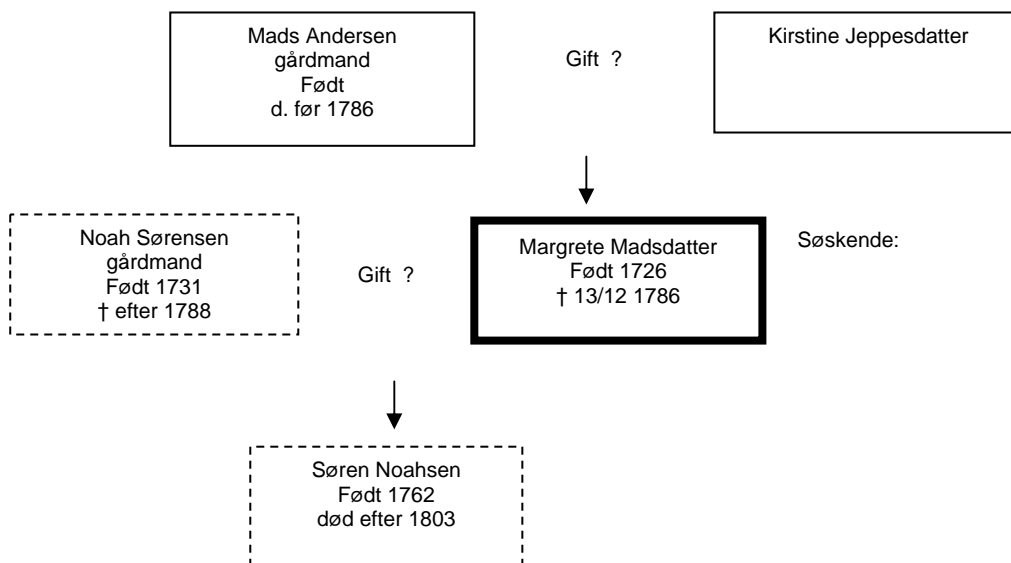 Mads Andersen
gårdmand
Født
d. før 1786
Gift ?
Kirstine Jeppesdatter
Noah Sørensen
gårdmand
Født 1731
† efter 1788
Gift ?
Margrete Madsdatter
Født 1726
† 13/12 1786
Søskende:
Søren Noahsen
Født 1762
død efter 1803